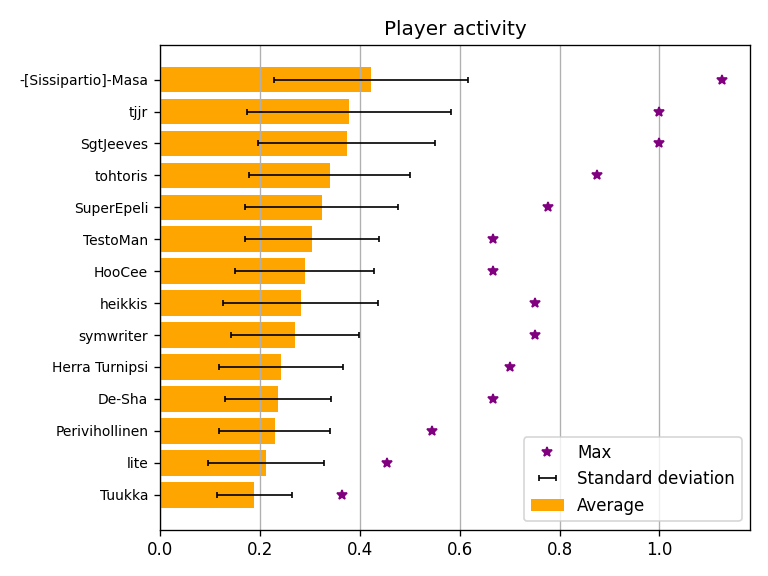 Player activity
-[Sissipartio]-Masa
tjjr
SgtJeeves
tohtoris
SuperEpeli
TestoMan
HooCee
heikkis
symwriter
Herra Turnipsi
De-Sha
Perivihollinen
lite
Tuukka
Max
Standard deviation
Average
0.0 0.2 0.4 0.6 0.8 1.0